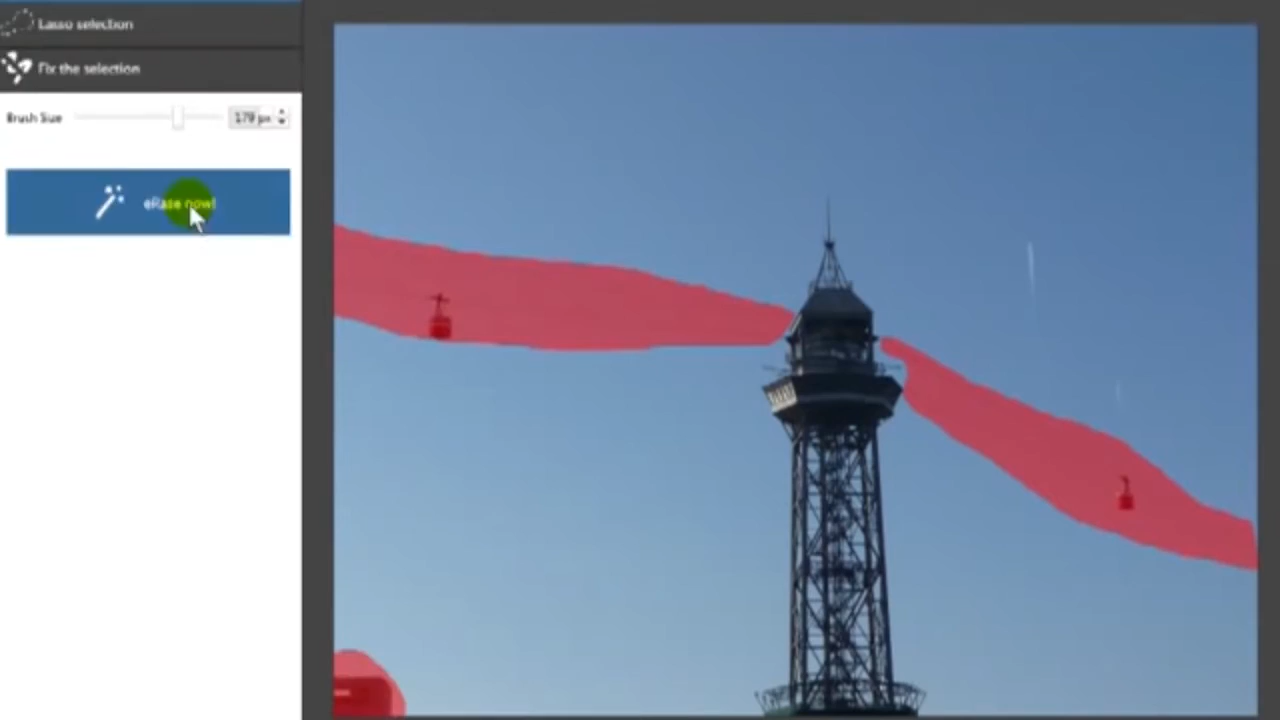 Lasso selection
Fix the selection
Brush Size
179 px
eRase now!